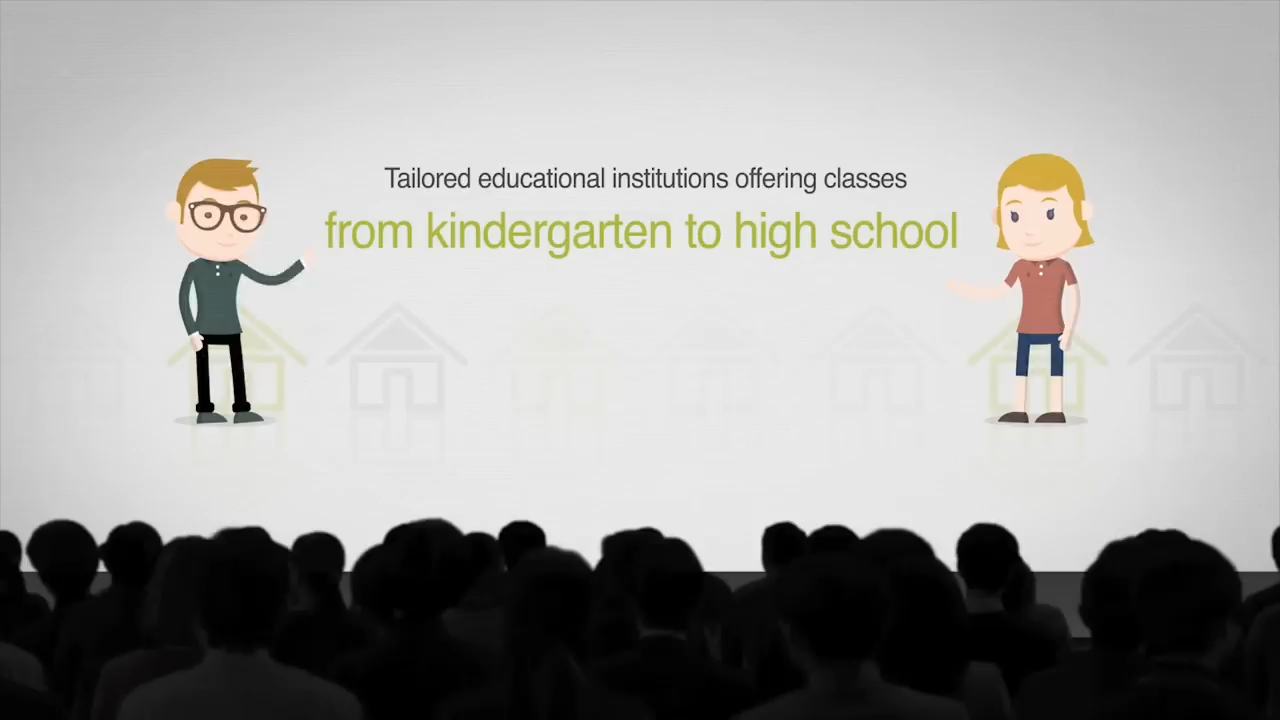 Tailored educational institutions offering classes
from kindergarten to high school